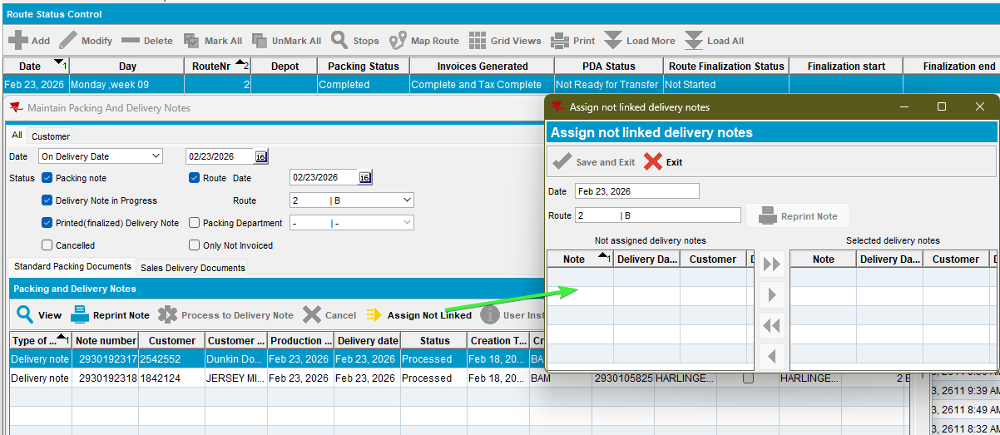 Route Status Control
Add Modify Delete Mark All UnMark All Stops Map Route Grid Views Print Load More Load All
Date 1 Day RouteNr 2 Depot Packing Status Invoices Generated PDA Status Route Finalization Status Finalization start Finalization end
Feb 23, 2026 Monday ,week 09 2 Completed Complete and Tax Complete Not Ready for Transfer Not Started
Maintain Packing And Delivery Notes
All Customer
Date On Delivery Date 02/23/2026 16
Status Packing note Route Date 02/23/2026 16
Delivery Note in Progress Route 2 | B
Printed(finalized) Delivery Note Packing Department - | -
Cancelled Only Not Invoiced
Standard Packing Documents Sales Delivery Documents
Packing and Delivery Notes
View Reprint Note Process to Delivery Note Cancel Assign Not Linked User Inst
Type of ... 1 Note number Customer Customer ... Production ... Delivery date Status Creation T... Cr
Delivery note 2930192317 2542552 Dunkin Do... Feb 23, 2026 Feb 23, 2026 Processed Feb 18, 20... BA
Delivery note 2930192318 1842124 JERSEY MI... Feb 23, 2026 Feb 23, 2026 Processed Feb 18, 20... BAM 2930105825 HARLINGE... HARLINGE... 2 B
Assign not linked delivery notes
Assign not linked delivery notes
Save and Exit Exit
Date Feb 23, 2026
Route 2 | B Reprint Note
Not assigned delivery notes Selected delivery notes
Note 1 Delivery Da... Customer D Note Delivery Da... Customer D
3, 2611 9:39 AM
3, 2611 8:49 AM
3, 2611 8:32 AM